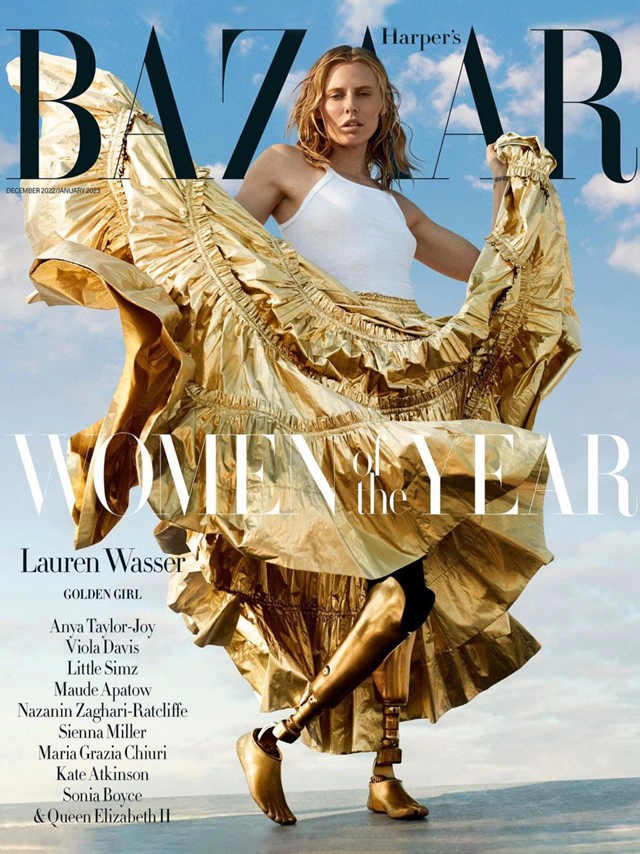 Harper's
BAZAAR
DECEMBER 2022/JANUARY 2023
WOMEN of the YEAR
Lauren Wasser
GOLDEN GIRL
Anya Taylor-Joy
Viola Davis
Little Simz
Maude Apatow
Nazanin Zaghari-Ratcliffe
Sienna Miller
Maria Grazia Chiuri
Kate Atkinson
Sonia Boyce
& Queen Elizabeth II